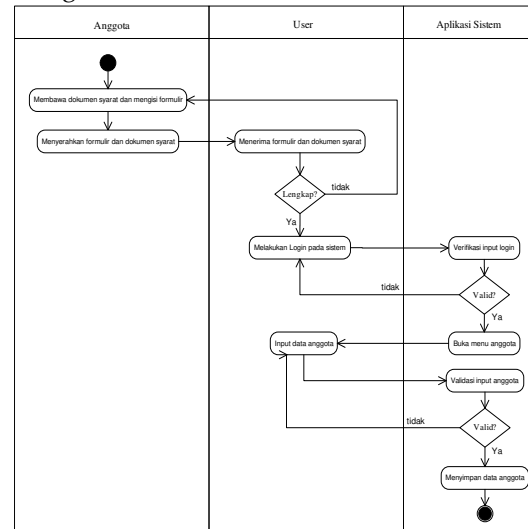 Anggota
User
Aplikasi Sistem
Membawa dokumen syarat dan mengisi formulir
Menyerahkan formulir dan dokumen syarat
Menerima formulir dan dokumen syarat
tidak
Lengkap?
Ya
Melakukan Login pada sistem
Verifikasi input login
tidak
Valid?
Ya
Input data anggota
Buka menu anggota
Validasi input anggota
tidak
Valid?
Ya
Menyimpan data anggota